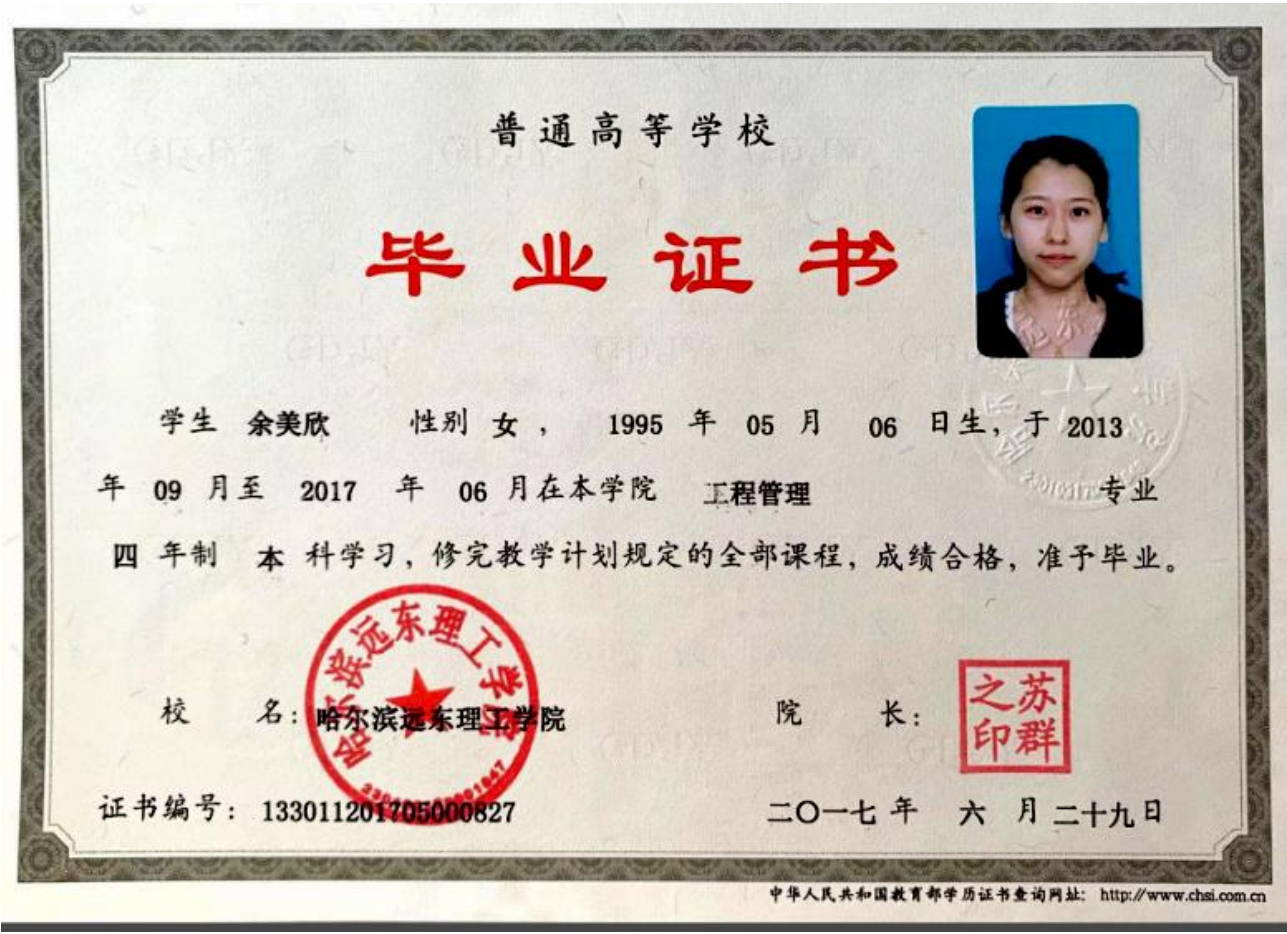 普通高等学校
毕业证书
学生 余美欣 性别 女， 1995 年 05 月 06 日生，于 2013
年 09 月至 2017 年 06 月在本学院 工程管理 专业
四 年制 本 科学习，修完教学计划规定的全部课程，成绩合格，准予毕业。
哈尔滨远东理工学院
校 名：哈尔滨远东理工学院 院 长：
苏群之印
证书编号：133011201705000827 二〇一七年 六 月二十九日
中华人民共和国教育部学历证书查询网址：http://www.chsi.com.cn